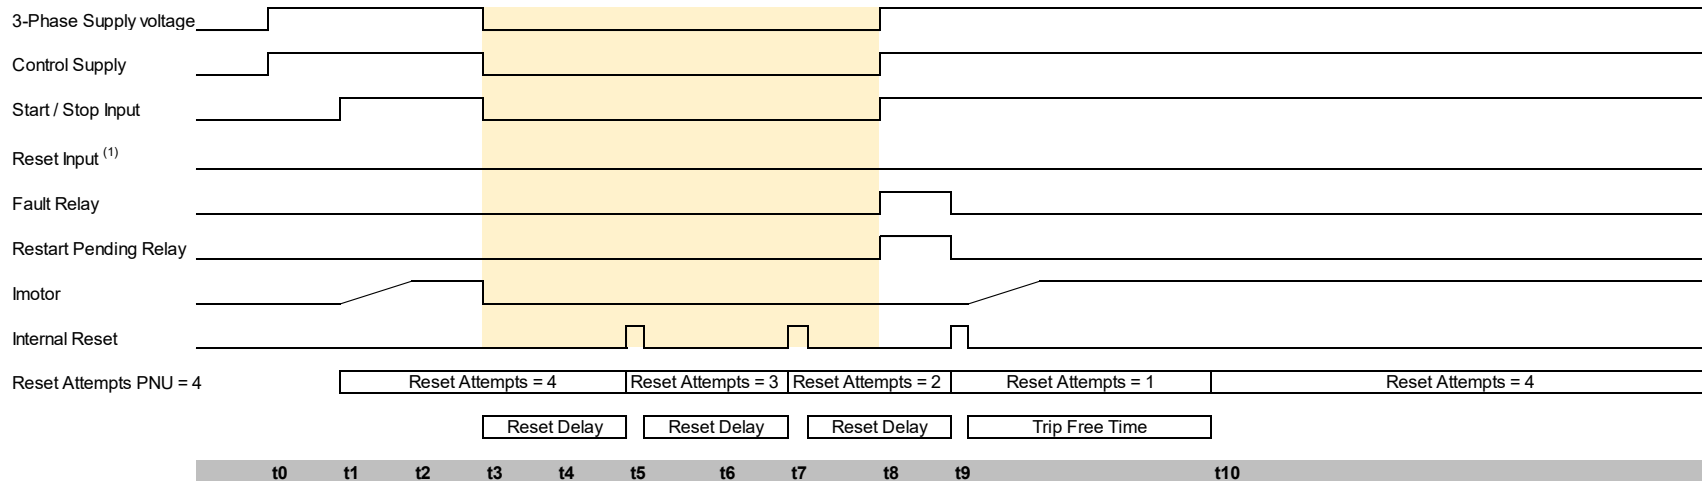 3-Phase Supply voltage
Control Supply
Start / Stop Input
Reset Input (1)
Fault Relay
Restart Pending Relay
Imotor
Internal Reset
Reset Attempts PNU = 4 Reset Attempts = 4 Reset Attempts = 3 Reset Attempts = 2 Reset Attempts = 1 Reset Attempts = 4
Reset Delay Reset Delay Reset Delay Trip Free Time
t0 t1 t2 t3 t4 t5 t6 t7 t8 t9 t10